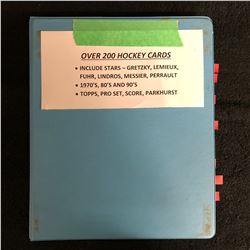 OVER 200 HOCKEY CARDS
• INCLUDE STARS – GRETZKY, LEMIEUX,
FUHR, LINDROS, MESSIER, PERRAULT
• 1970'S, 80'S AND 90'S
• TOPPS, PRO SET, SCORE, PARKHURST